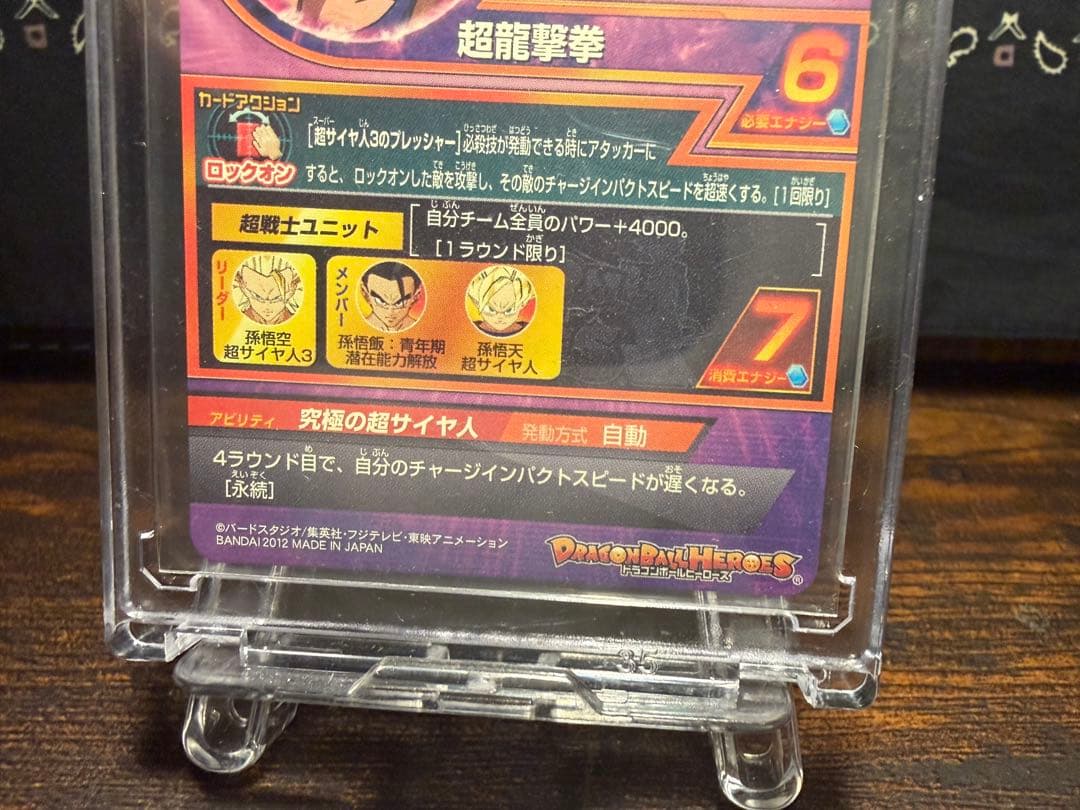 超龍撃拳
6
必要エナジー
カードアクション
ロックオン
[超サイヤ人3のプレッシャー]必殺技が発動できる時にアタッカーに
すると、ロックオンした敵を攻撃し、その敵のチャージインパクトスピードを超速くする。[1回限り]
超戦士ユニット
自分チーム全員のパワー+4000。
[1ラウンド限り]
リーダー
孫悟空
超サイヤ人3
メンバー
孫悟飯：青年期
潜在能力解放
孫悟天
超サイヤ人
7
消費エナジー
アビリティ 究極の超サイヤ人 発動方式 自動
4ラウンド目で、自分のチャージインパクトスピードが遅くなる。
[永続]
©バードスタジオ/集英社・フジテレビ・東映アニメーション
BANDAI 2012 MADE IN JAPAN
DRAGONBALL HEROES
ドラゴンボールヒーローズ
®
35